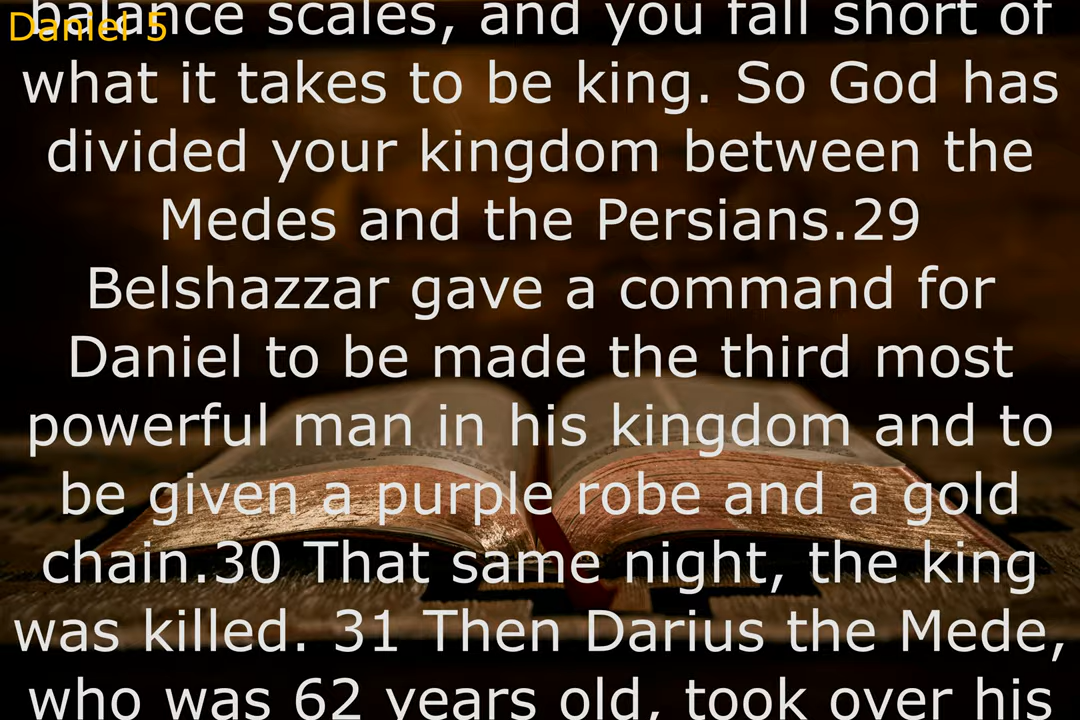 Daniel 5
balance scales, and you fall short of
what it takes to be king. So God has
divided your kingdom between the
Medes and the Persians.29
Belshazzar gave a command for
Daniel to be made the third most
powerful man in his kingdom and to
be given a purple robe and a gold
chain.30 That same night, the king
was killed. 31 Then Darius the Mede,
who was 62 years old, took over his